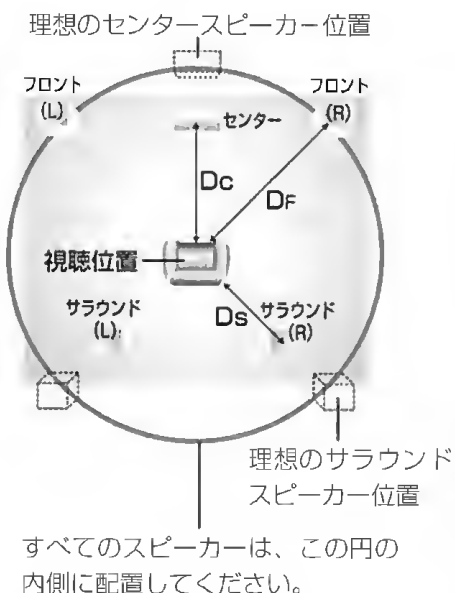 理想のセンタースピーカー位置
フロント
(L)
フロント
(R)
センター
Dc
DF
視聴位置
サラウンド
(L)
Ds
サラウンド
(R)
理想のサラウンド
スピーカー位置
すべてのスピーカーは、この円の
内側に配置してください。